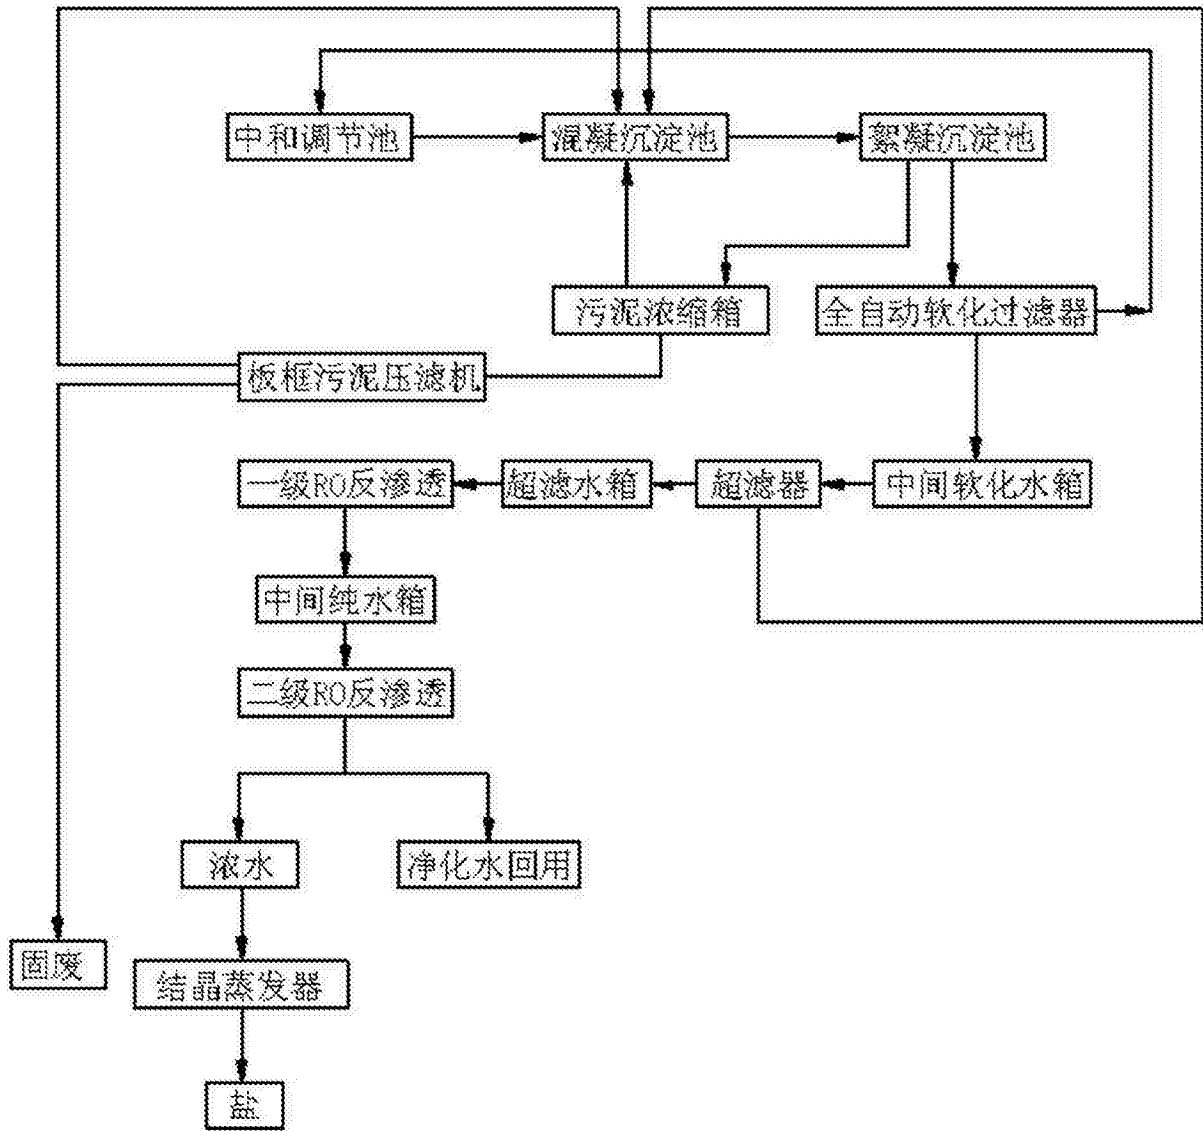 中和调节池
混凝沉淀池
絮凝沉淀池
污泥浓缩箱
全自动软化过滤器
板框污泥压滤机
一级RO反渗透
超滤水箱
超滤器
中间软化水箱
中间纯水箱
二级RO反渗透
浓水
净化水回用
固废
结晶蒸发器
盐